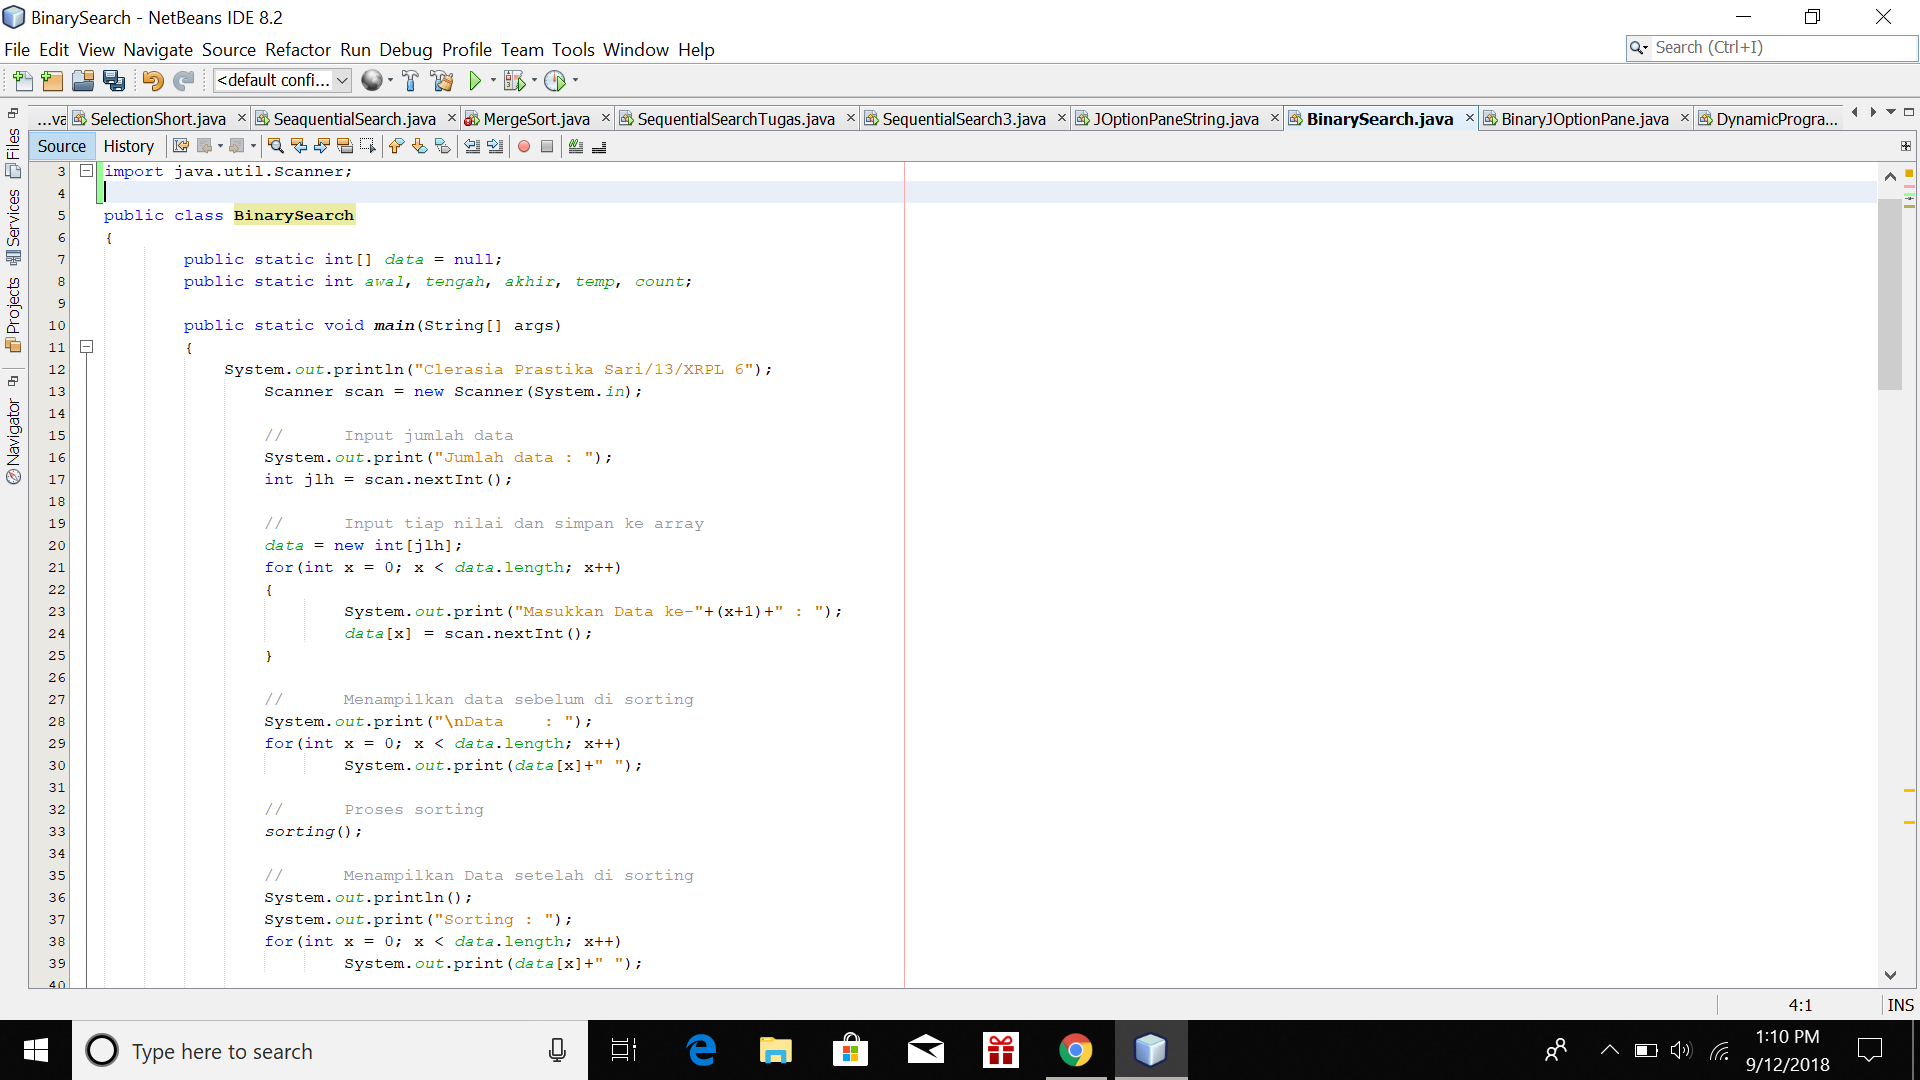 BinarySearch - NetBeans IDE 8.2
File Edit View Navigate Source Refactor Run Debug Profile Team Tools Window Help
Search (Ctrl+I)
<default confi...
...va SelectionShort.java SeaquentialSearch.java MergeSort.java SequentialSearchTugas.java SequentialSearch3.java JOptionPaneString.java BinarySearch.java BinaryJOptionPane.java DynamicProgra...
Source History
Files
Services
Projects
Navigator
3 import java.util.Scanner;
4
5 public class BinarySearch
6 {
7 public static int[] data = null;
8 public static int awal, tengah, akhir, temp, count;
9
10 public static void main(String[] args)
11 {
12 System.out.println("Clerasia Prastika Sari/13/XRPL 6");
13 Scanner scan = new Scanner(System.in);
14
15 // Input jumlah data
16 System.out.print("Jumlah data : ");
17 int jlh = scan.nextInt();
18
19 // Input tiap nilai dan simpan ke array
20 data = new int[jlh];
21 for(int x = 0; x < data.length; x++)
22 {
23 System.out.print("Masukkan Data ke-"+(x+1)+" : ");
24 data[x] = scan.nextInt();
25 }
26
27 // Menampilkan data sebelum di sorting
28 System.out.print("\nData    : ");
29 for(int x = 0; x < data.length; x++)
30 System.out.print(data[x]+" ");
31
32 // Proses sorting
33 sorting();
34
35 // Menampilkan Data setelah di sorting
36 System.out.println();
37 System.out.print("Sorting : ");
38 for(int x = 0; x < data.length; x++)
39 System.out.print(data[x]+" ");
40
4:1 INS
Type here to search
1:10 PM
9/12/2018